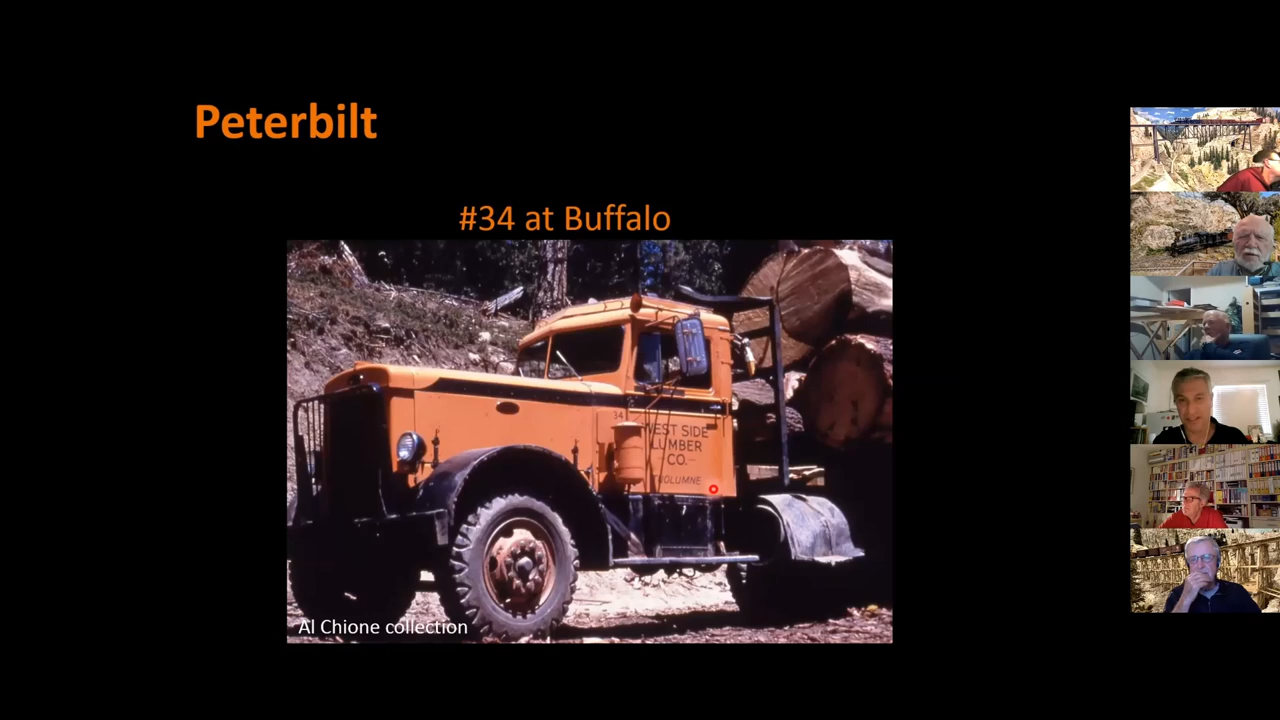 Peterbilt
#34 at Buffalo
34
WEST SIDE
LUMBER
CO.
TUOLUMNE
Al Chione collection